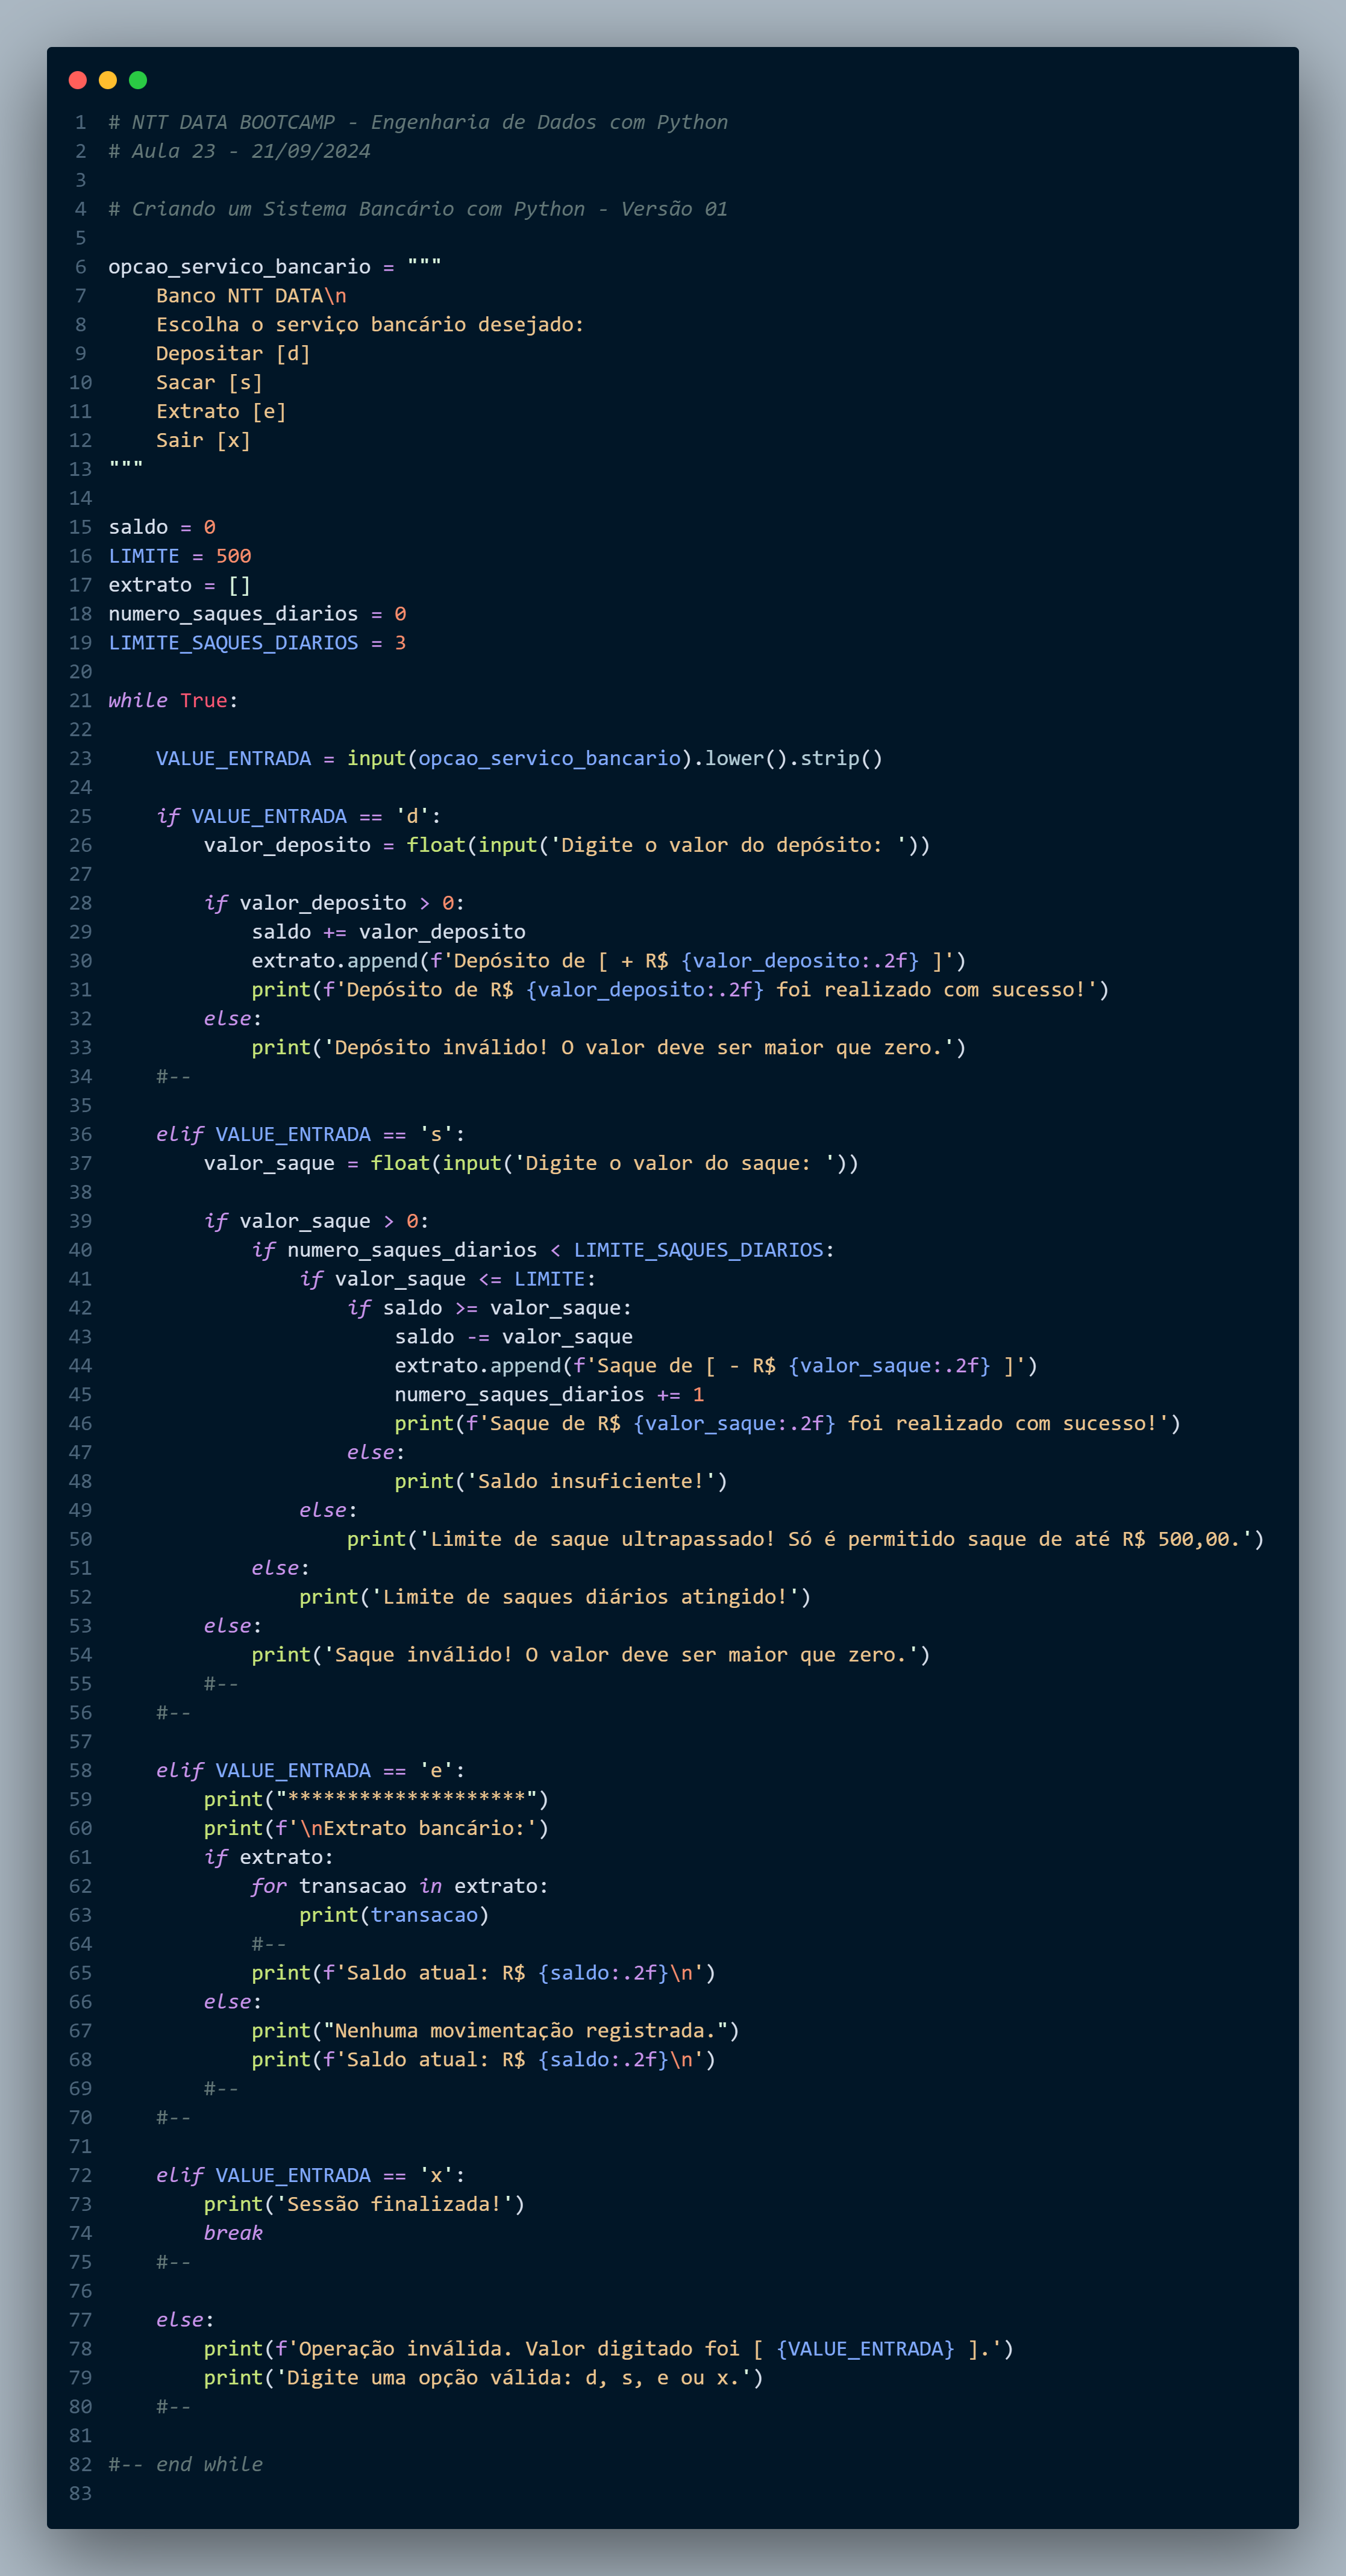 1 # NTT DATA BOOTCAMP - Engenharia de Dados com Python
2 # Aula 23 - 21/09/2024
3
4 # Criando um Sistema Bancário com Python - Versão 01
5
6 opcao_servico_bancario = """
7     Banco NTT DATA\n
8     Escolha o serviço bancário desejado:
9     Depositar [d]
10     Sacar [s]
11     Extrato [e]
12     Sair [x]
13 """
14
15 saldo = 0
16 LIMITE = 500
17 extrato = []
18 numero_saques_diarios = 0
19 LIMITE_SAQUES_DIARIOS = 3
20
21 while True:
22
23     VALUE_ENTRADA = input(opcao_servico_bancario).lower().strip()
24
25     if VALUE_ENTRADA == 'd':
26         valor_deposito = float(input('Digite o valor do depósito: '))
27
28         if valor_deposito > 0:
29             saldo += valor_deposito
30             extrato.append(f'Depósito de [ + R$ {valor_deposito:.2f} ]')
31             print(f'Depósito de R$ {valor_deposito:.2f} foi realizado com sucesso!')
32         else:
33             print('Depósito inválido! O valor deve ser maior que zero.')
34     #--
35
36     elif VALUE_ENTRADA == 's':
37         valor_saque = float(input('Digite o valor do saque: '))
38
39         if valor_saque > 0:
40             if numero_saques_diarios < LIMITE_SAQUES_DIARIOS:
41                 if valor_saque <= LIMITE:
42                     if saldo >= valor_saque:
43                         saldo -= valor_saque
44                         extrato.append(f'Saque de [ - R$ {valor_saque:.2f} ]')
45                         numero_saques_diarios += 1
46                         print(f'Saque de R$ {valor_saque:.2f} foi realizado com sucesso!')
47                     else:
48                         print('Saldo insuficiente!')
49                 else:
50                     print('Limite de saque ultrapassado! Só é permitido saque de até R$ 500,00.')
51             else:
52                 print('Limite de saques diários atingido!')
53         else:
54             print('Saque inválido! O valor deve ser maior que zero.')
55         #--
56     #--
57
58     elif VALUE_ENTRADA == 'e':
59         print("********************")
60         print(f'\nExtrato bancário:')
61         if extrato:
62             for transacao in extrato:
63                 print(transacao)
64             #--
65             print(f'Saldo atual: R$ {saldo:.2f}\n')
66         else:
67             print("Nenhuma movimentação registrada.")
68             print(f'Saldo atual: R$ {saldo:.2f}\n')
69         #--
70     #--
71
72     elif VALUE_ENTRADA == 'x':
73         print('Sessão finalizada!')
74         break
75     #--
76
77     else:
78         print(f'Operação inválida. Valor digitado foi [ {VALUE_ENTRADA} ].')
79         print('Digite uma opção válida: d, s, e ou x.')
80     #--
81
82 #-- end while
83